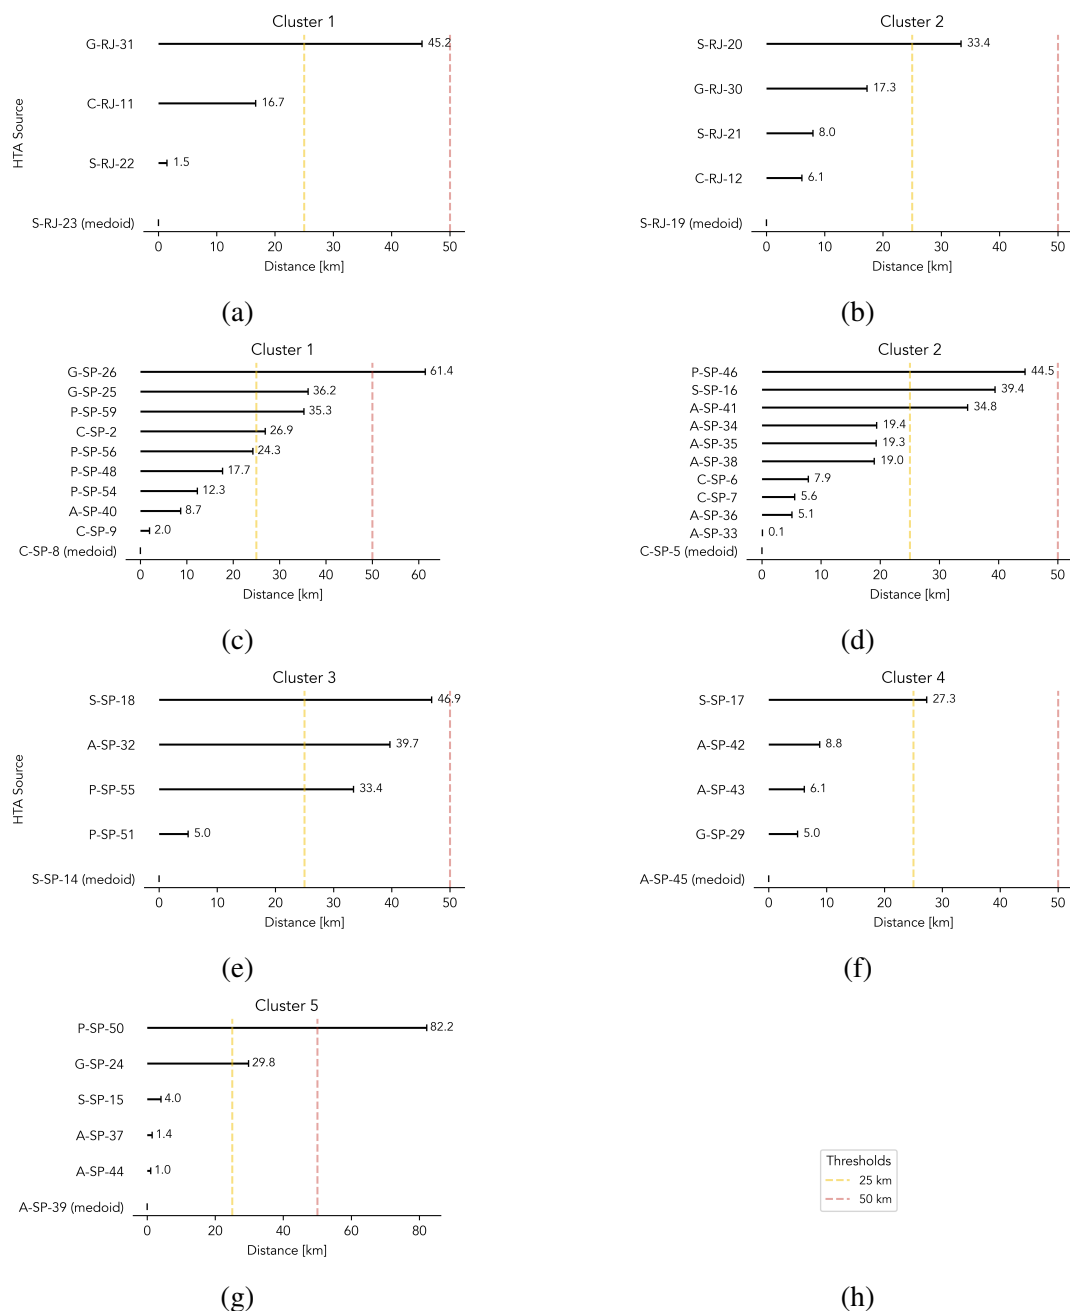 Cluster 1
HTA Source
G-RJ-31
45.2
C-RJ-11
16.7
S-RJ-22
1.5
S-RJ-23 (medoid)
0 10 20 30 40 50
Distance [km]
(a)
Cluster 2
S-RJ-20
33.4
G-RJ-30
17.3
S-RJ-21
8.0
C-RJ-12
6.1
S-RJ-19 (medoid)
0 10 20 30 40 50
Distance [km]
(b)
Cluster 1
G-SP-26
61.4
G-SP-25
36.2
P-SP-59
35.3
C-SP-2
26.9
P-SP-56
24.3
P-SP-48
17.7
P-SP-54
12.3
A-SP-40
8.7
C-SP-9
2.0
C-SP-8 (medoid)
0 10 20 30 40 50 60
Distance [km]
(c)
Cluster 2
P-SP-46
44.5
S-SP-16
39.4
A-SP-41
34.8
A-SP-34
19.4
A-SP-35
19.3
A-SP-38
19.0
C-SP-6
7.9
C-SP-7
5.6
A-SP-36
5.1
A-SP-33
0.1
C-SP-5 (medoid)
0 10 20 30 40 50
Distance [km]
(d)
Cluster 3
HTA Source
S-SP-18
46.9
A-SP-32
39.7
P-SP-55
33.4
P-SP-51
5.0
S-SP-14 (medoid)
0 10 20 30 40 50
Distance [km]
(e)
Cluster 4
S-SP-17
27.3
A-SP-42
8.8
A-SP-43
6.1
G-SP-29
5.0
A-SP-45 (medoid)
0 10 20 30 40 50
Distance [km]
(f)
Cluster 5
P-SP-50
82.2
G-SP-24
29.8
S-SP-15
4.0
A-SP-37
1.4
A-SP-44
1.0
A-SP-39 (medoid)
0 20 40 60 80
Distance [km]
(g)
Thresholds
25 km
50 km
(h)